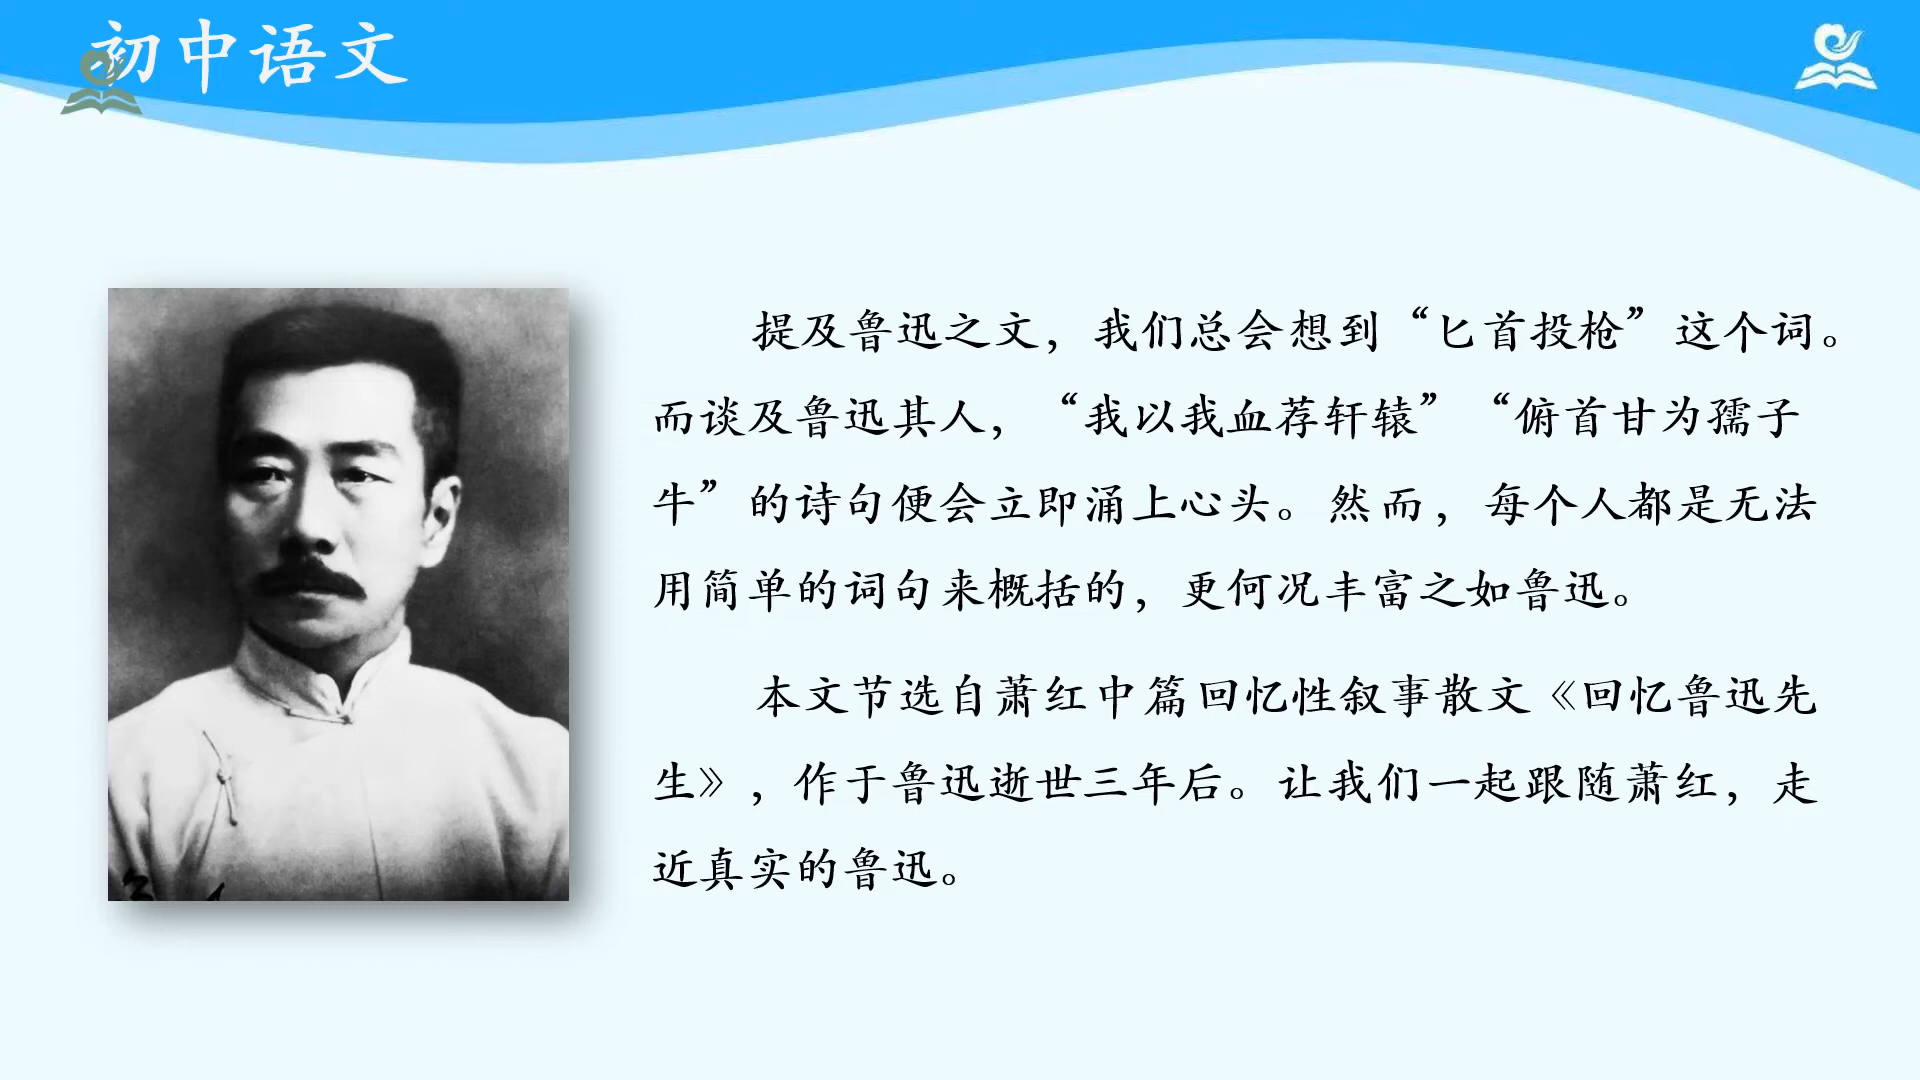 初中语文
提及鲁迅之文，我们总会想到“匕首投枪”这个词。
而谈及鲁迅其人，“我以我血荐轩辕”“俯首甘为孺子
牛”的诗句便会立即涌上心头。然而，每个人都是无法
用简单的词句来概括的，更何况丰富之如鲁迅。
本文节选自萧红中篇回忆性叙事散文《回忆鲁迅先
生》，作于鲁迅逝世三年后。让我们一起跟随萧红，走
近真实的鲁迅。